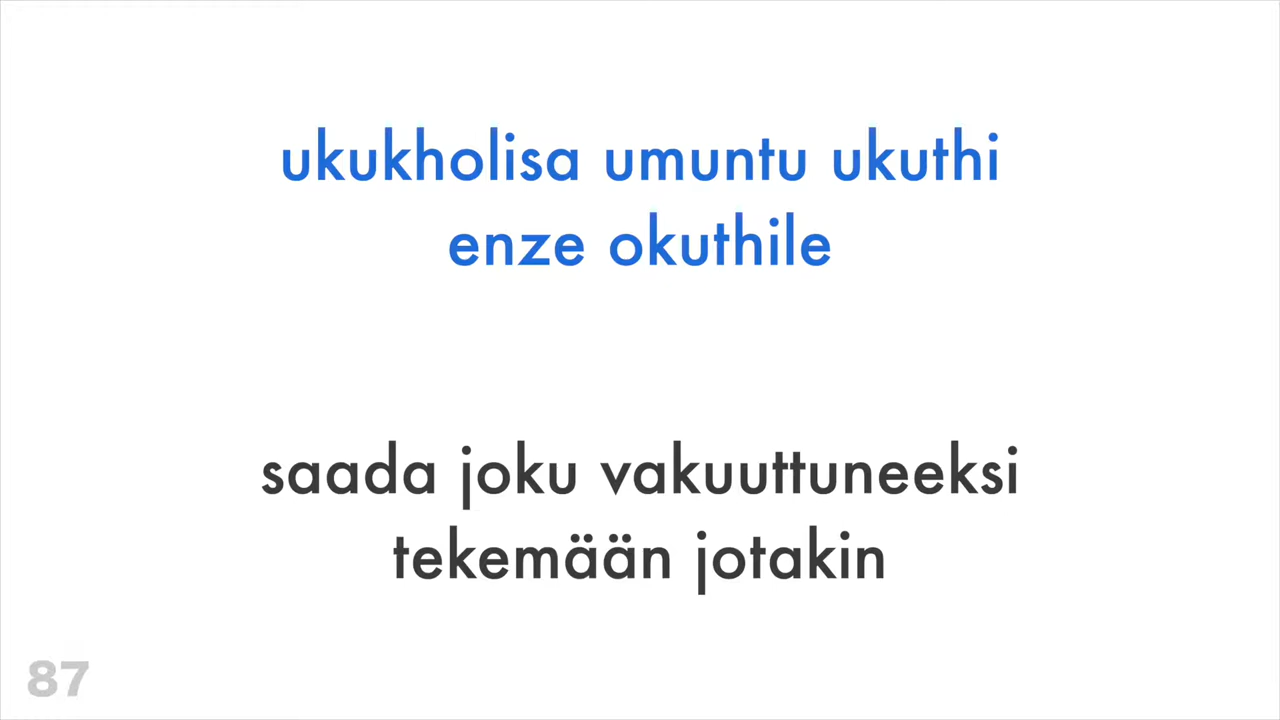 ukukholisa umuntu ukuthi
enze okuthile
saada joku vakuuttuneeksi
tekemään jotakin
87